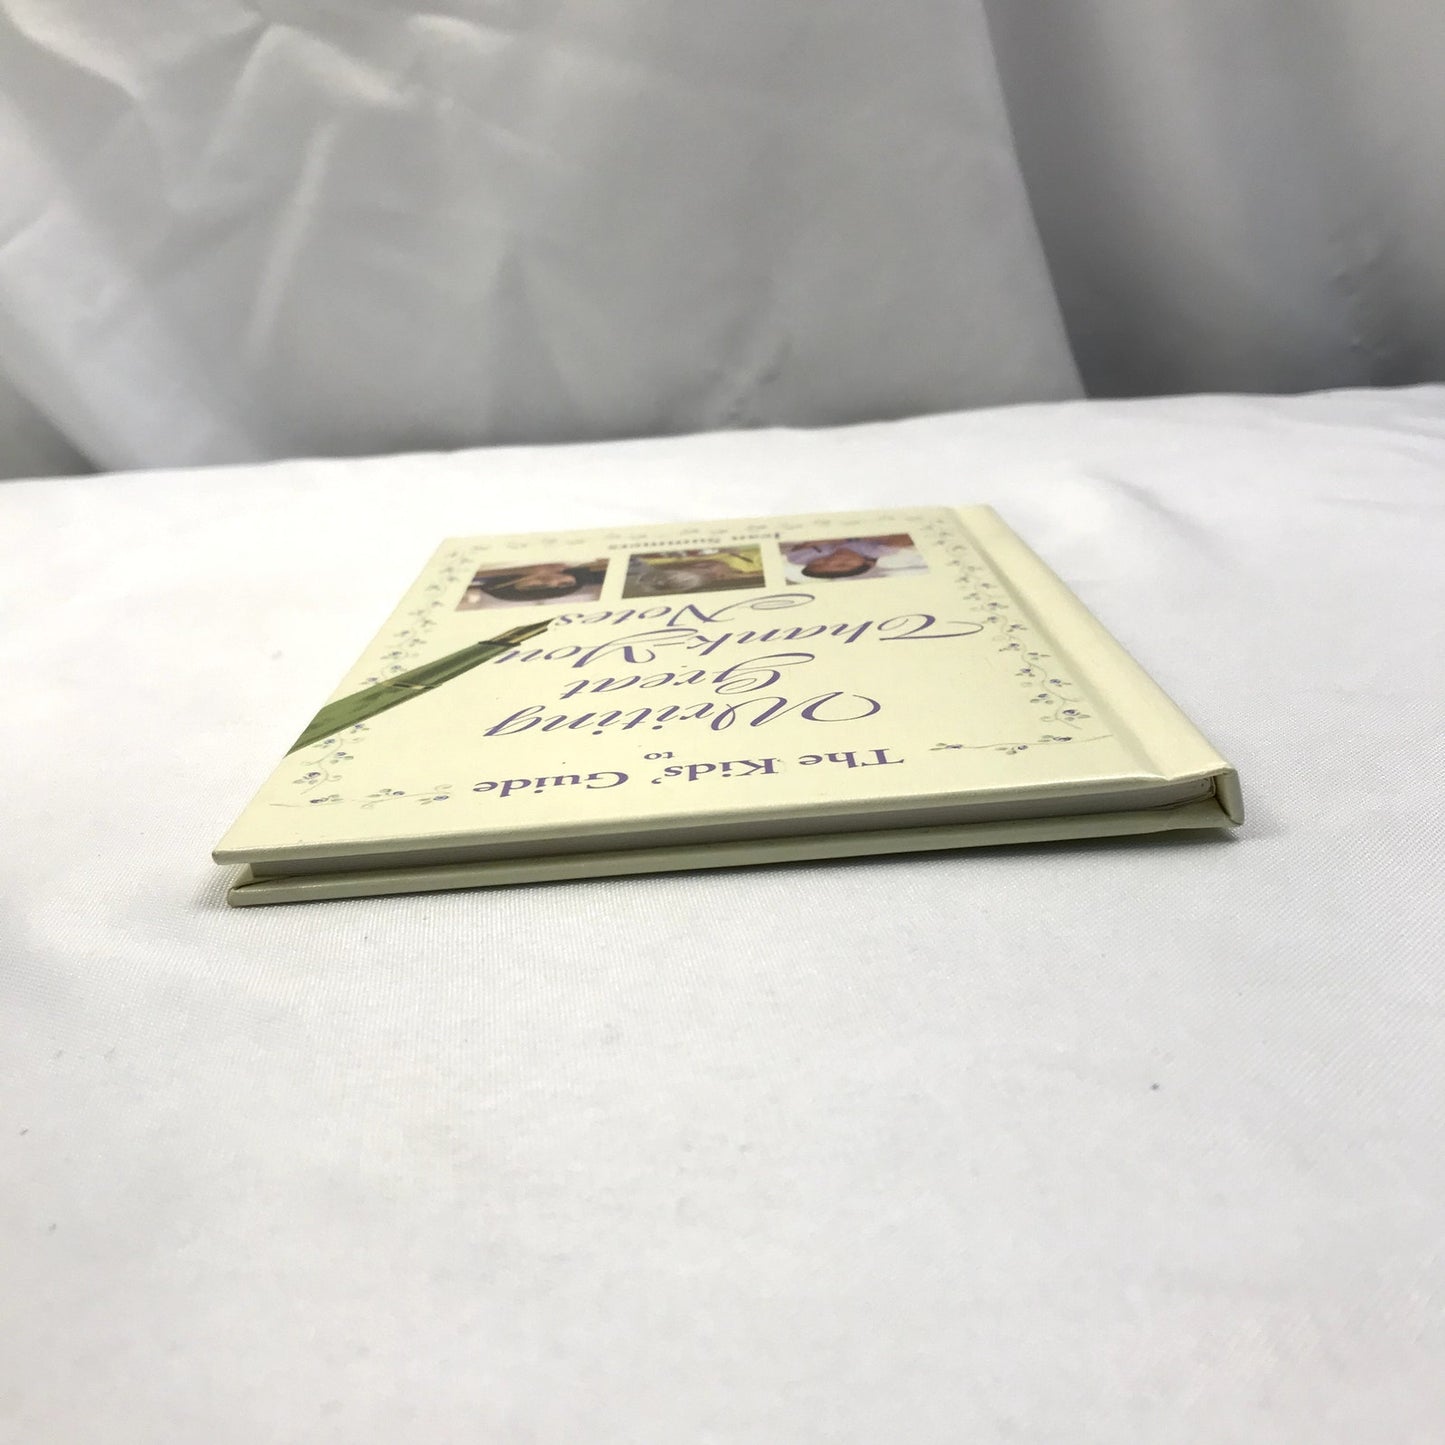 The Kids' Guide
to
Writing
Great
Thank-You
Notes
Jean Summers